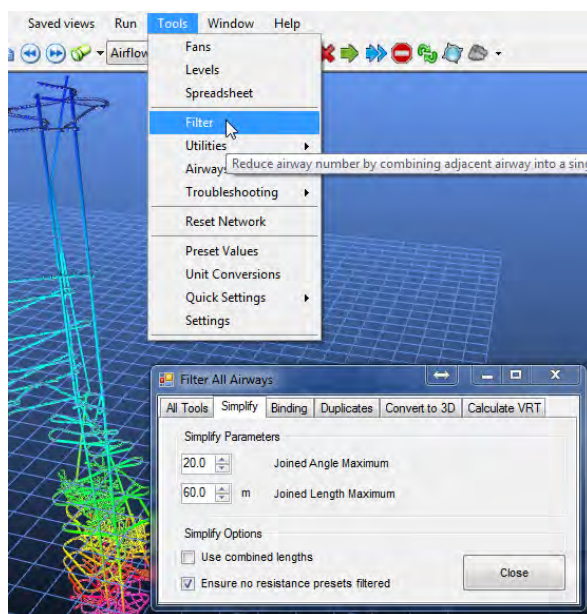 Saved views Run Tools Window Help
Airflow
Fans
Levels
Spreadsheet
Filter
Utilities
Reduce airway number by combining adjacent airway into a sing
Airways
Troubleshooting
Reset Network
Preset Values
Unit Conversions
Quick Settings
Settings
Filter All Airways
All Tools Simplify Binding Duplicates Convert to 3D Calculate VRT
Simplify Parameters
20.0 Joined Angle Maximum
60.0 m Joined Length Maximum
Simplify Options
Use combined lengths
Ensure no resistance presets filtered
Close